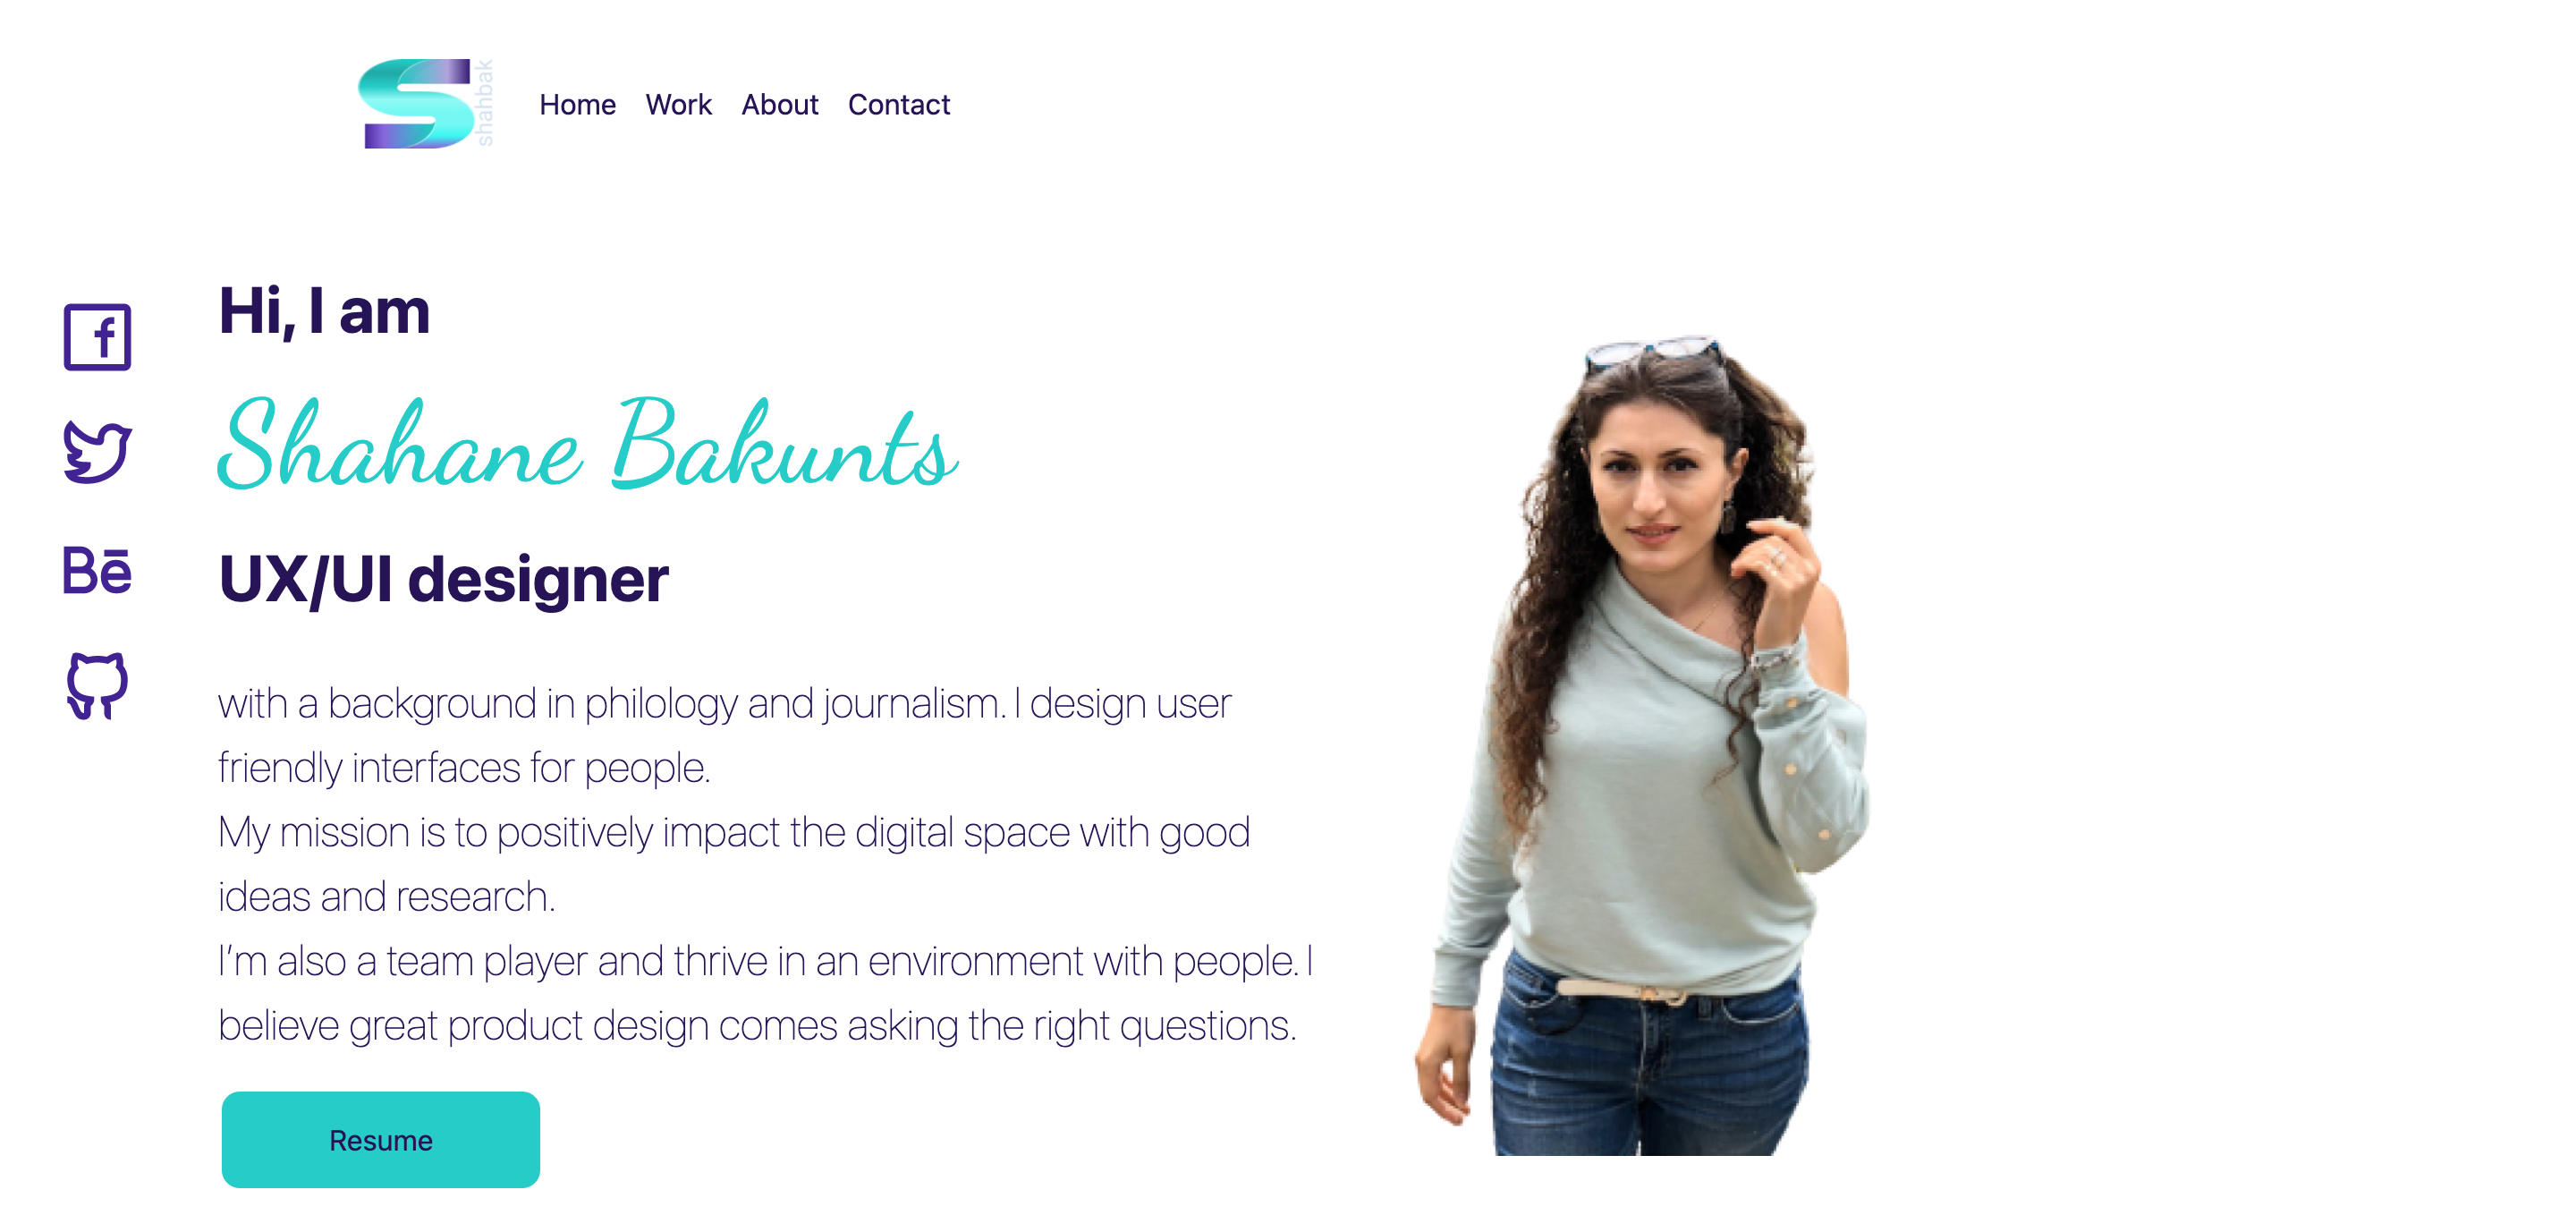 shahbak
Home Work About Contact
Hi, I am
Shahane Bakunts
UX/UI designer
with a background in philology and journalism. I design user
friendly interfaces for people.
My mission is to positively impact the digital space with good
ideas and research.
I’m also a team player and thrive in an environment with people. I
believe great product design comes asking the right questions.
Resume